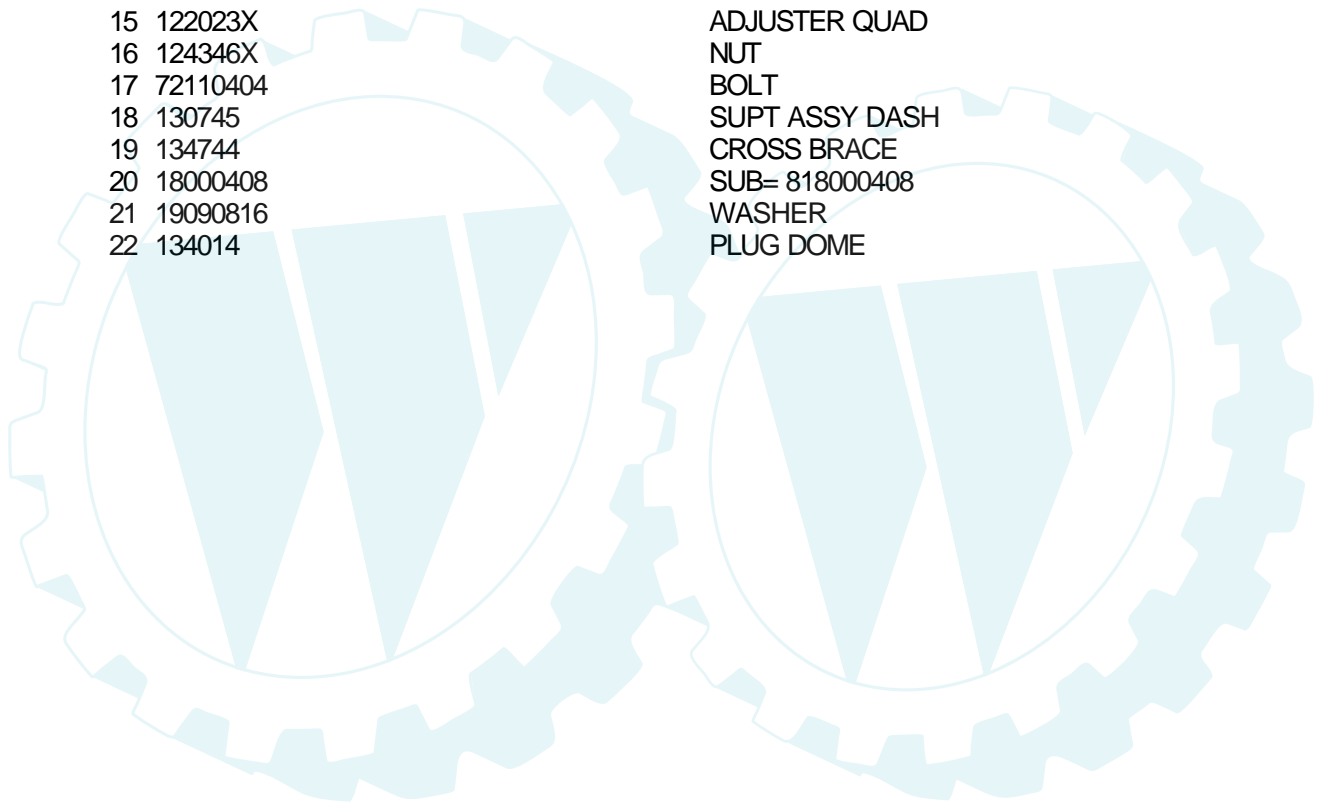 15 122023X ADJUSTER QUAD
16 124346X NUT
17 72110404 BOLT
18 130745 SUPT ASSY DASH
19 134744 CROSS BRACE
20 18000408 SUB= 818000408
21 19090816 WASHER
22 134014 PLUG DOME